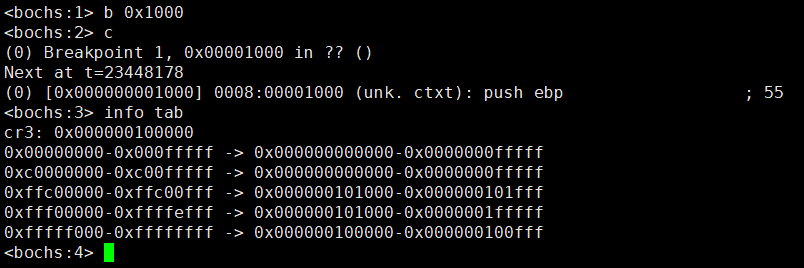 <bochs:1> b 0x1000
<bochs:2> c
(0) Breakpoint 1, 0x00001000 in ?? ()
Next at t=23448178
(0) [0x000000001000] 0008:00001000 (unk. ctxt): push ebp                  ; 55
<bochs:3> info tab
cr3: 0x000000100000
0x00000000-0x000fffff -> 0x000000000000-0x0000000fffff
0xc0000000-0xc00fffff -> 0x000000000000-0x0000000fffff
0xffc00000-0xffc00fff -> 0x000000101000-0x000000101fff
0xfff00000-0xffffefff -> 0x000000101000-0x0000001fffff
0xfffff000-0xffffffff -> 0x000000100000-0x000000100fff
<bochs:4>